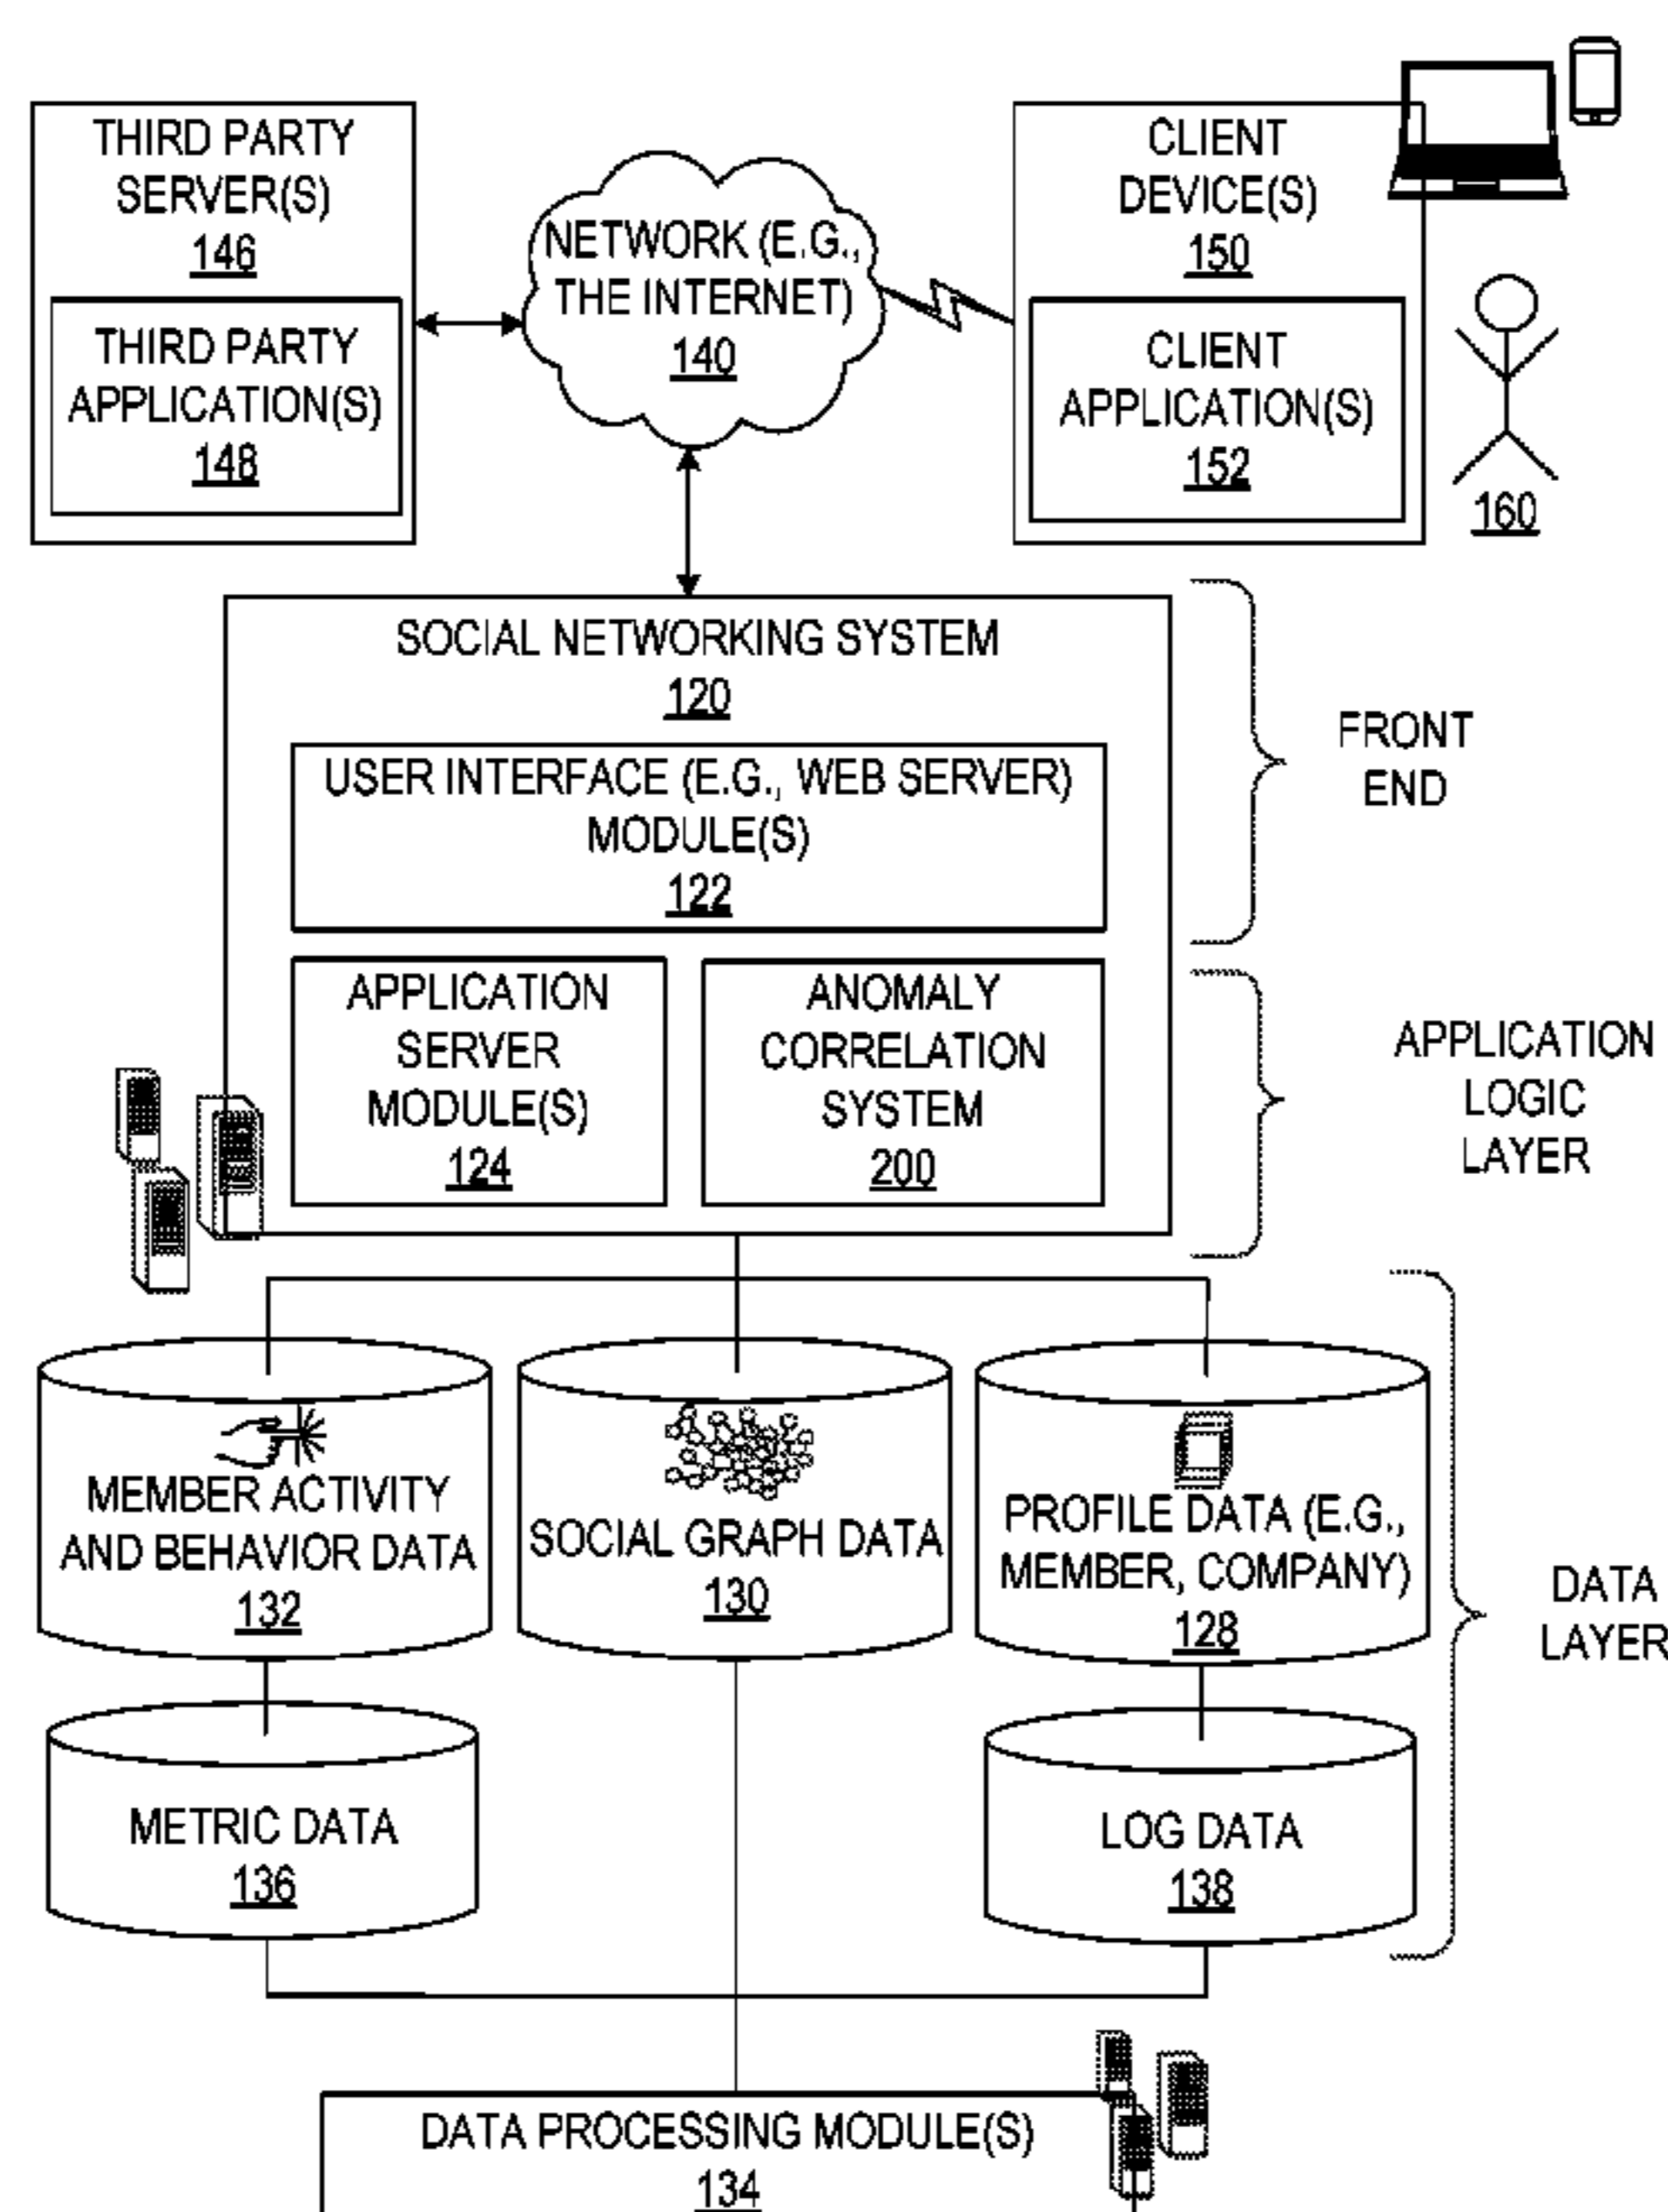 THIRD PARTY
SERVER(S)
146
THIRD PARTY
APPLICATION(S)
148
NETWORK (E.G.,
THE INTERNET)
140
CLIENT
DEVICE(S)
150
CLIENT
APPLICATION(S)
152
160
SOCIAL NETWORKING SYSTEM
120
USER INTERFACE (E.G., WEB SERVER)
MODULE(S)
122
FRONT
END
APPLICATION
SERVER
MODULE(S)
124
ANOMALY
CORRELATION
SYSTEM
200
APPLICATION
LOGIC
LAYER
MEMBER ACTIVITY
AND BEHAVIOR DATA
132
SOCIAL GRAPH DATA
130
PROFILE DATA (E.G.,
MEMBER, COMPANY)
128
DATA
LAYER
METRIC DATA
136
LOG DATA
138
DATA PROCESSING MODULE(S)
134